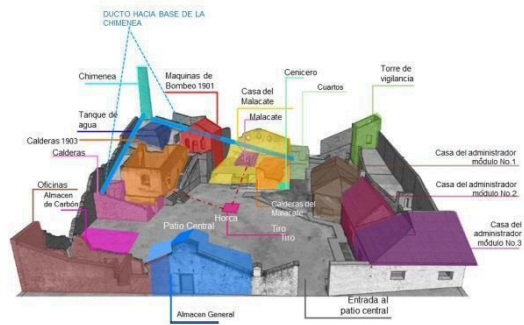 DUCTO HACIA BASE DE LA
CHIMENEA
Chimenea
Maquinas de
Bombeo 1901
Casa del
Malacate
Malacate
Cenicero
Cuartos
Torre de
vigilancia
Tanque de
agua
Calderas 1903
Calderas
Oficinas
Almacen
de Carbón
Casa del administrador
módulo No.1
Casa del administrador
módulo No.2
Casa del
administrador
módulo No.3
Calderas del
Malacate
Horca
Patio Central
Tiro
Tiro
Entrada al
patio central
Almacen General